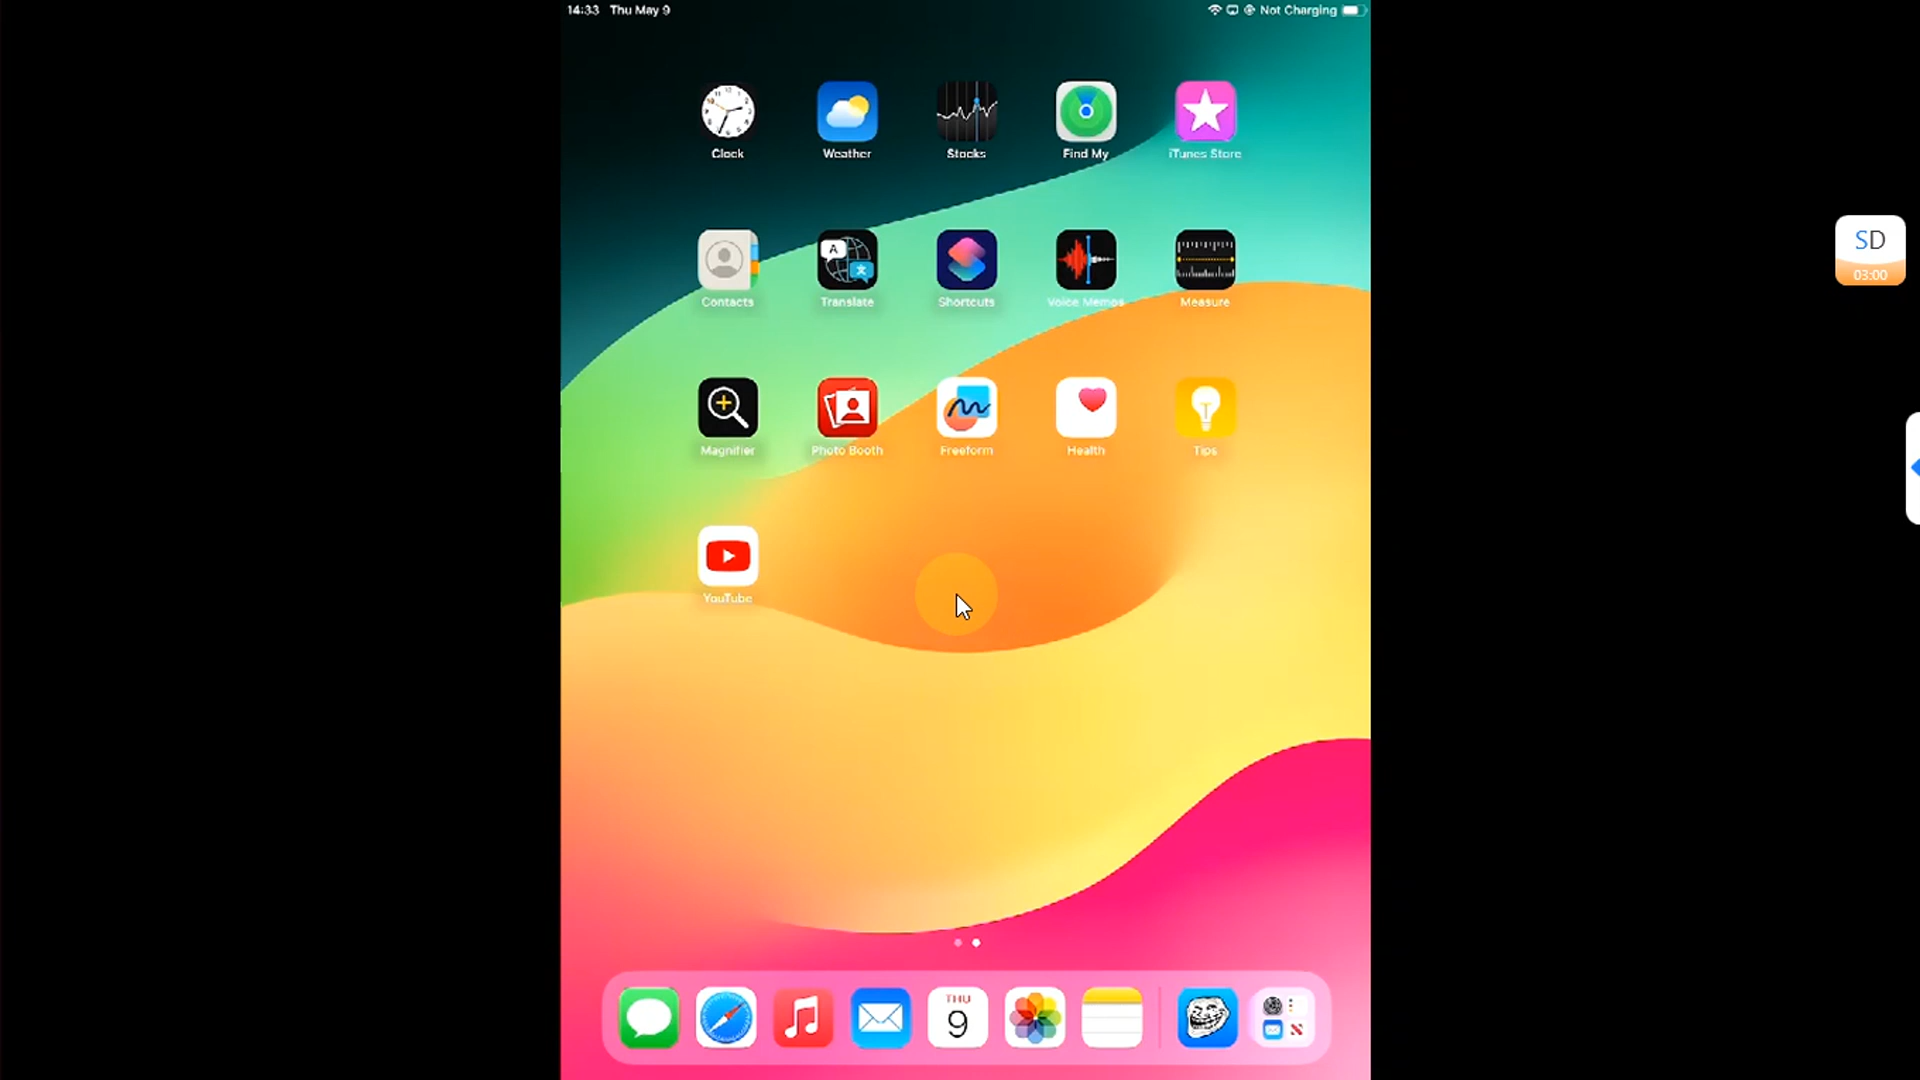 14:33 Thu May 9
Not Charging
Clock
Weather
Stocks
Find My
iTunes Store
SD
03:00
A
文
Contacts
Translate
Shortcuts
Voice Memos
Measure
Magnifier
Photo Booth
Freeform
Health
Tips
YouTube
THU
9